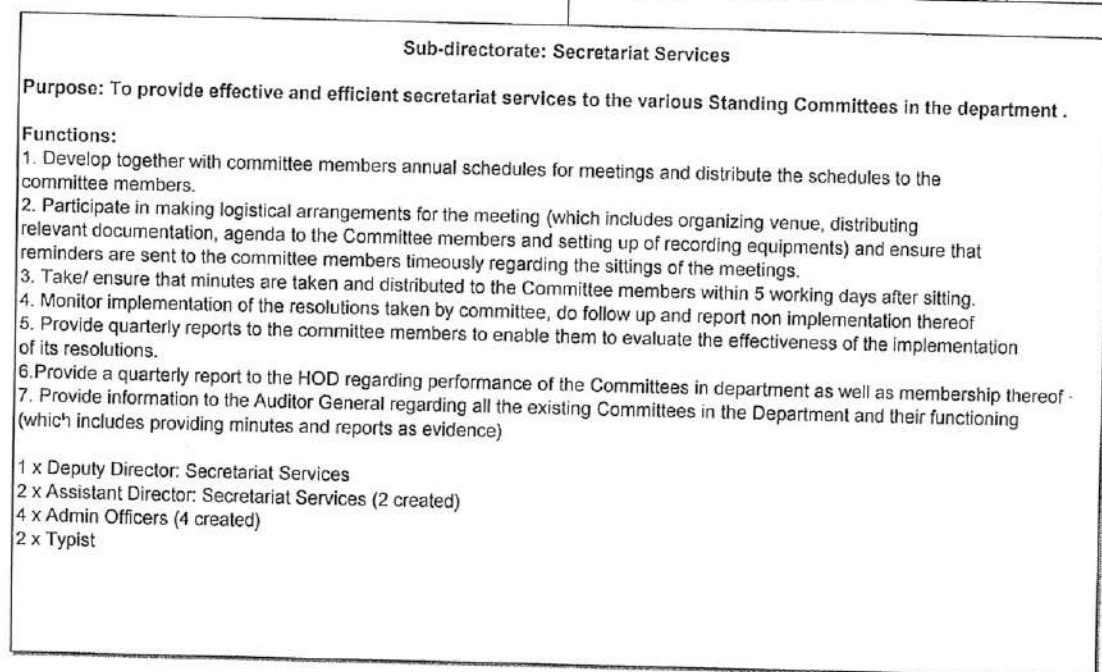 Sub-directorate: Secretariat Services
Purpose: To provide effective and efficient secretariat services to the various Standing Committees in the department .
Functions:
1. Develop together with committee members annual schedules for meetings and distribute the schedules to the
committee members.
2. Participate in making logistical arrangements for the meeting (which includes organizing venue, distributing
relevant documentation, agenda to the Committee members and setting up of recording equipments) and ensure that
reminders are sent to the committee members timeously regarding the sittings of the meetings.
3. Take/ ensure that minutes are taken and distributed to the Committee members within 5 working days after sitting.
4. Monitor implementation of the resolutions taken by committee, do follow up and report non implementation thereof
5. Provide quarterly reports to the committee members to enable them to evaluate the effectiveness of the implementation
of its resolutions.
6.Provide a quarterly report to the HOD regarding performance of the Committees in department as well as membership thereof -
7. Provide information to the Auditor General regarding all the existing Committees in the Department and their functioning
(which includes providing minutes and reports as evidence)
1 x Deputy Director: Secretariat Services
2 x Assistant Director: Secretariat Services (2 created)
4 x Admin Officers (4 created)
2 x Typist